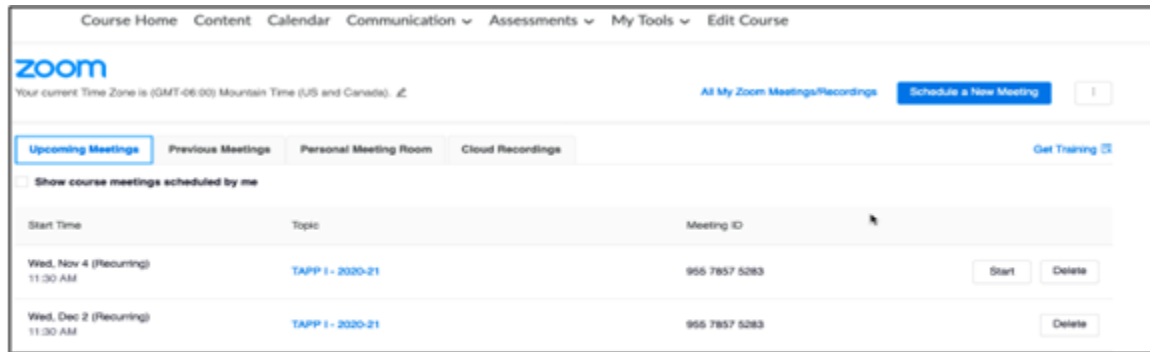 Course Home Content Calendar Communication Assessments My Tools Edit Course
zoom
Your current Time Zone is (GMT-06:00) Mountain Time (US and Canada).
All My Zoom Meetings/Recordings Schedule a New Meeting
Upcoming Meetings Previous Meetings Personal Meeting Room Cloud Recordings Get Training
Show course meetings scheduled by me
Start Time Topic Meeting ID
Wed, Nov 4 (Recurring)
11:30 AM
TAPP I - 2020-21 955 7857 5283 Start Delete
Wed, Dec 2 (Recurring)
11:30 AM
TAPP I - 2020-21 955 7857 5283 Delete